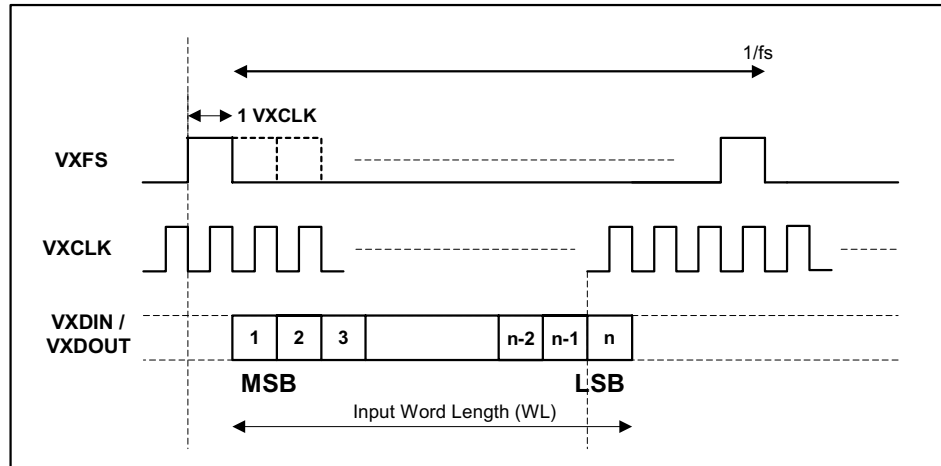 1/fs
1 VXCLK
VXFS
VXCLK
VXDIN /
VXDOUT
1 2 3 n-2 n-1 n
MSB LSB
Input Word Length (WL)